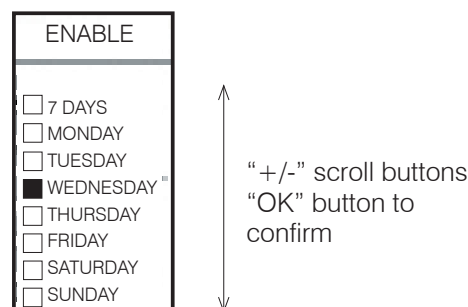 ENABLE
7 DAYS
MONDAY
TUESDAY
WEDNESDAY
THURSDAY
FRIDAY
SATURDAY
SUNDAY
“+/-” scroll buttons
“OK” button to
confirm